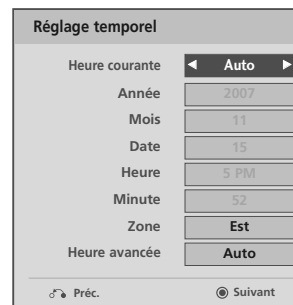 Réglage temporel
Heure courante ◀ Auto ▶
Année 2007
Mois 11
Date 15
Heure 5 PM
Minute 52
Zone Est
Heure avancée Auto
Préc. Suivant